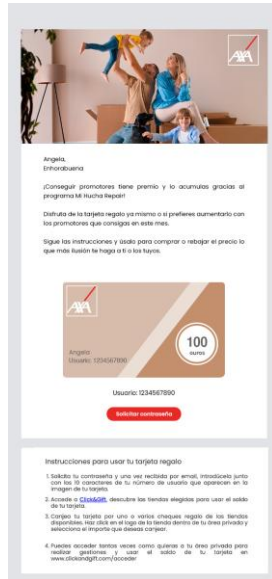 AXA
Angela,
Enhorabuena
¡Conseguir promotores tiene premio y lo acumulas gracias al
programa Mi Hucha Repair!
Disfruta de la tarjeta regalo ya mismo o si prefieres aumentarlo con
los promotores que consigas en este mes.
Sigue las instrucciones y úsalo para comprar o rebajar el precio lo
que más ilusión te haga a ti o los tuyos.
AXA
100
euros
Angela
Usuario: 1234567890
Usuario: 1234567890
Solicitar contraseña
Instrucciones para usar tu tarjeta regalo
1. Solicita tu contraseña y una vez recibida por email, introdúcela junto
con los 10 caracteres de tu número de usuario que aparecen en la
imagen de tu tarjeta.
2. Accede a Click&Gift, descubre las tiendas elegidas para usar el saldo
de tu tarjeta.
3. Canjea tu tarjeta por uno o varios cheques regalo de las tiendas
disponibles. Haz click en el logo de la tienda dentro de tu área privada y
selecciona el importe que deseas canjear.
4. Puedes acceder tantas veces como quieras a tu área privada para
realizar gestiones y usar el saldo de tu tarjeta en
www.clickandgift.com/acceder